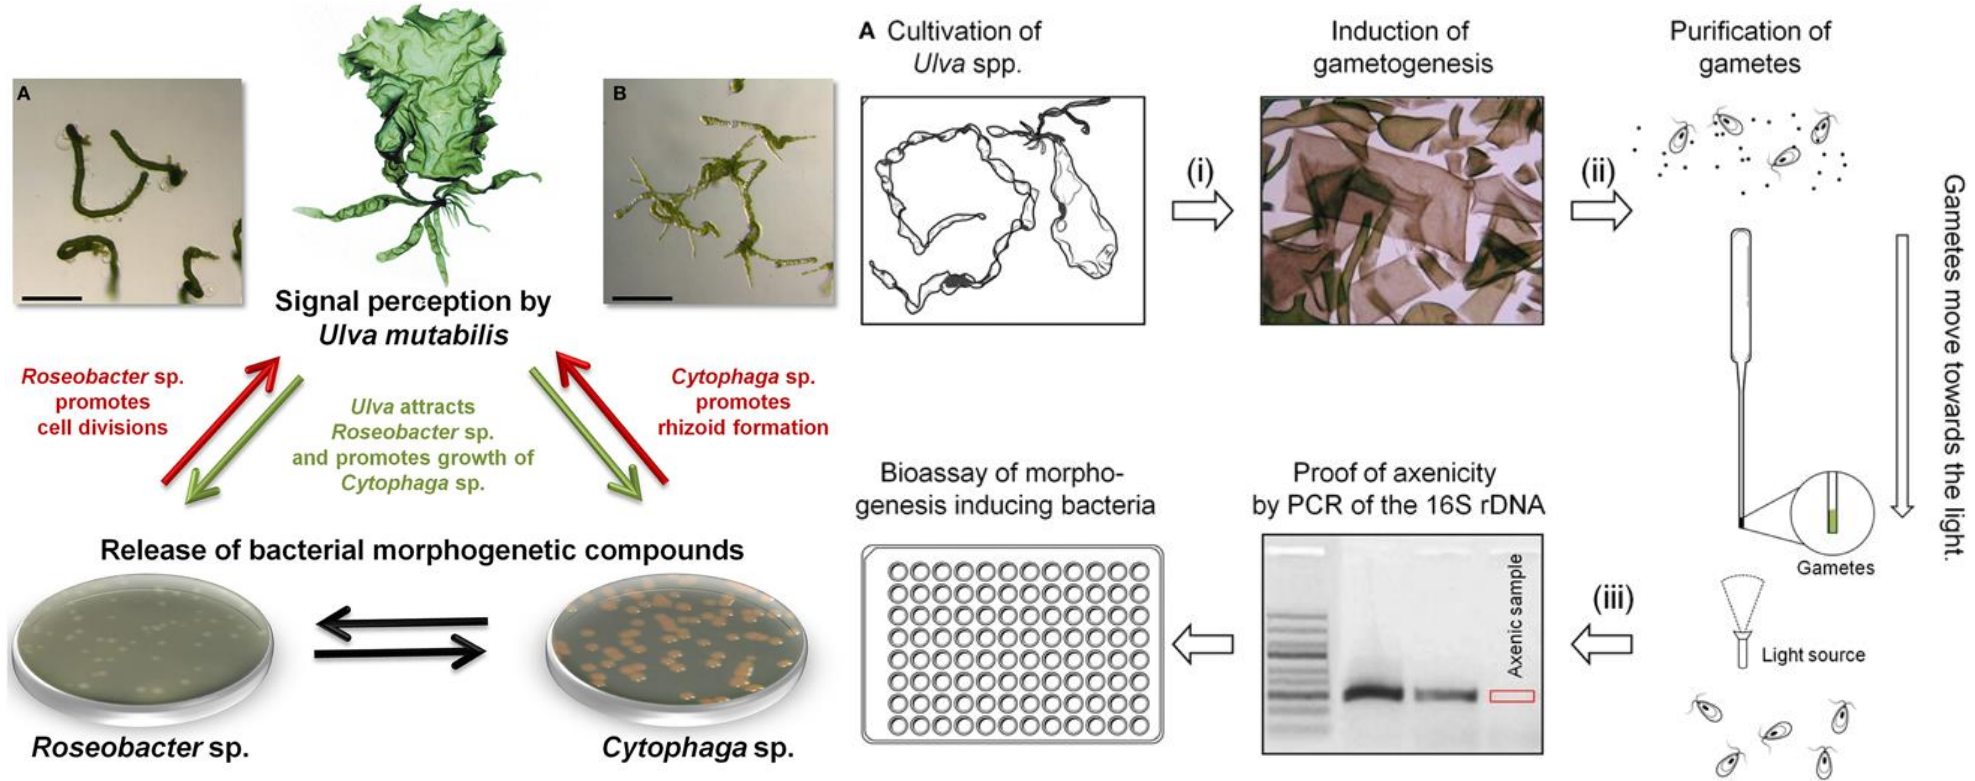 A
B
Signal perception by
Ulva mutabilis
Roseobacter sp.
promotes
cell divisions
Ulva attracts
Roseobacter sp.
and promotes growth of
Cytophaga sp.
Cytophaga sp.
promotes
rhizoid formation
Release of bacterial morphogenetic compounds
Roseobacter sp.
Cytophaga sp.
A Cultivation of
Ulva spp.
(i)
Induction of
gametogenesis
(ii)
Purification of
gametes
Gametes move towards the light.
Gametes
Light source
(iii)
Proof of axenicity
by PCR of the 16S rDNA
Axenic sample
Bioassay of morpho-
genesis inducing bacteria